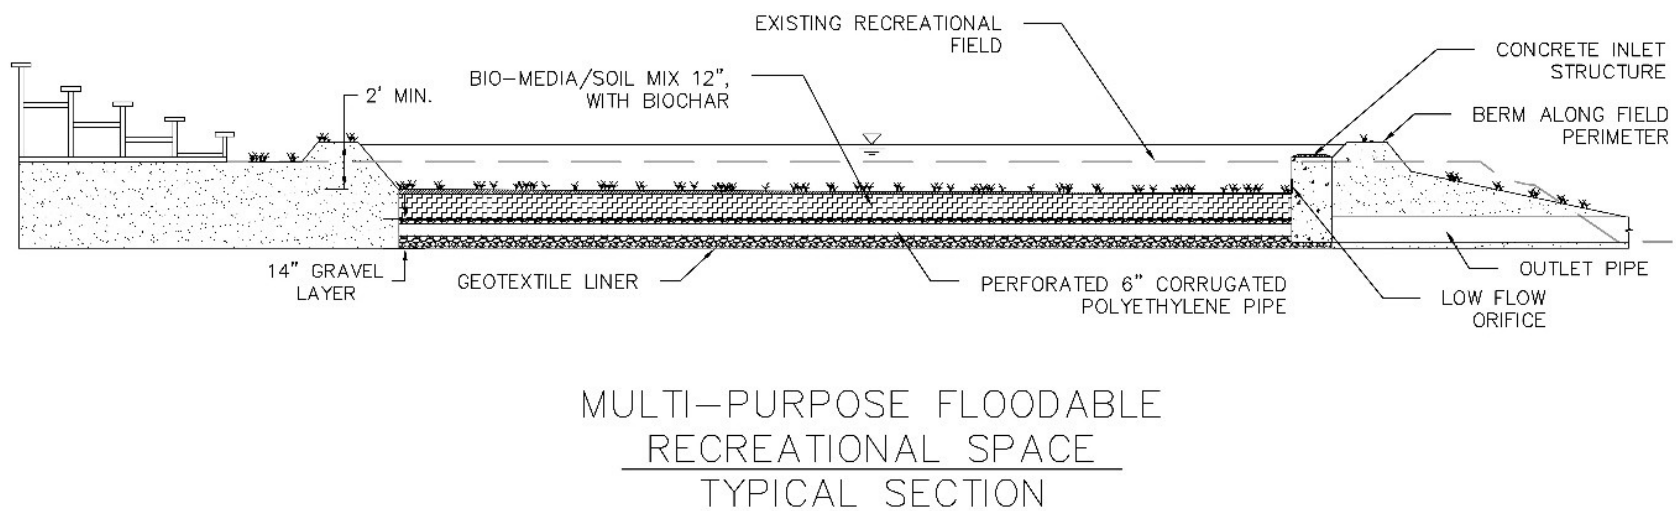 EXISTING RECREATIONAL
FIELD
CONCRETE INLET
STRUCTURE
BIO-MEDIA/SOIL MIX 12",
WITH BIOCHAR
2' MIN.
BERM ALONG FIELD
PERIMETER
14" GRAVEL
LAYER
GEOTEXTILE LINER
PERFORATED 6" CORRUGATED
POLYETHYLENE PIPE
OUTLET PIPE
LOW FLOW
ORIFICE
MULTI-PURPOSE FLOODABLE
RECREATIONAL SPACE
TYPICAL SECTION